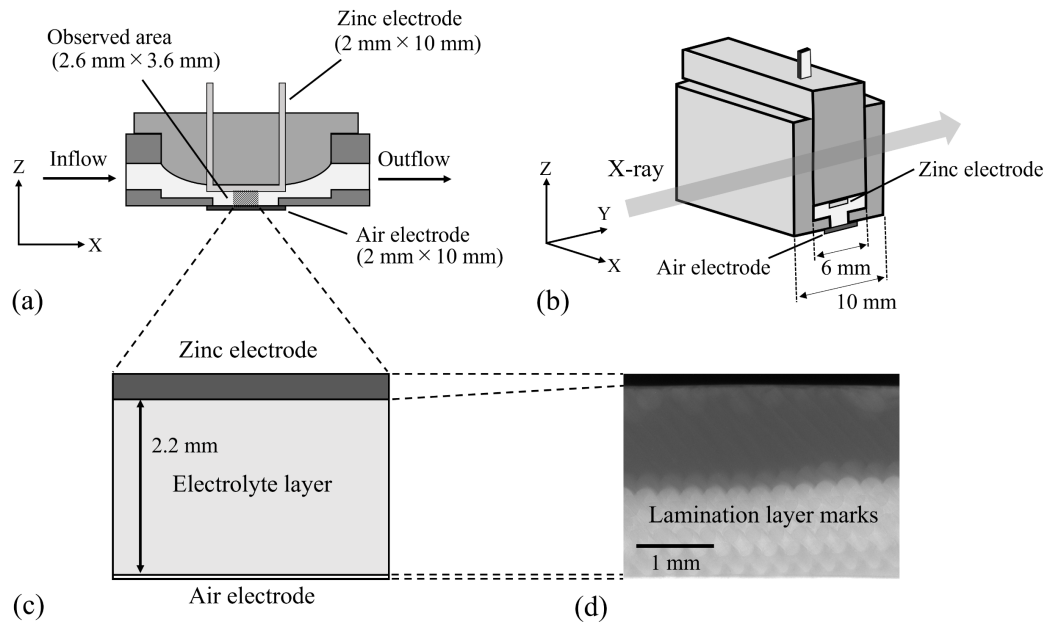 Zinc electrode
(2 mm × 10 mm)
Observed area
(2.6 mm × 3.6 mm)
Z
Inflow
Outflow
X
Air electrode
(2 mm × 10 mm)
(a)
Z
X-ray
Y
X
Zinc electrode
Air electrode
6 mm
10 mm
(b)
Zinc electrode
2.2 mm
Electrolyte layer
Air electrode
(c)
Lamination layer marks
1 mm
(d)